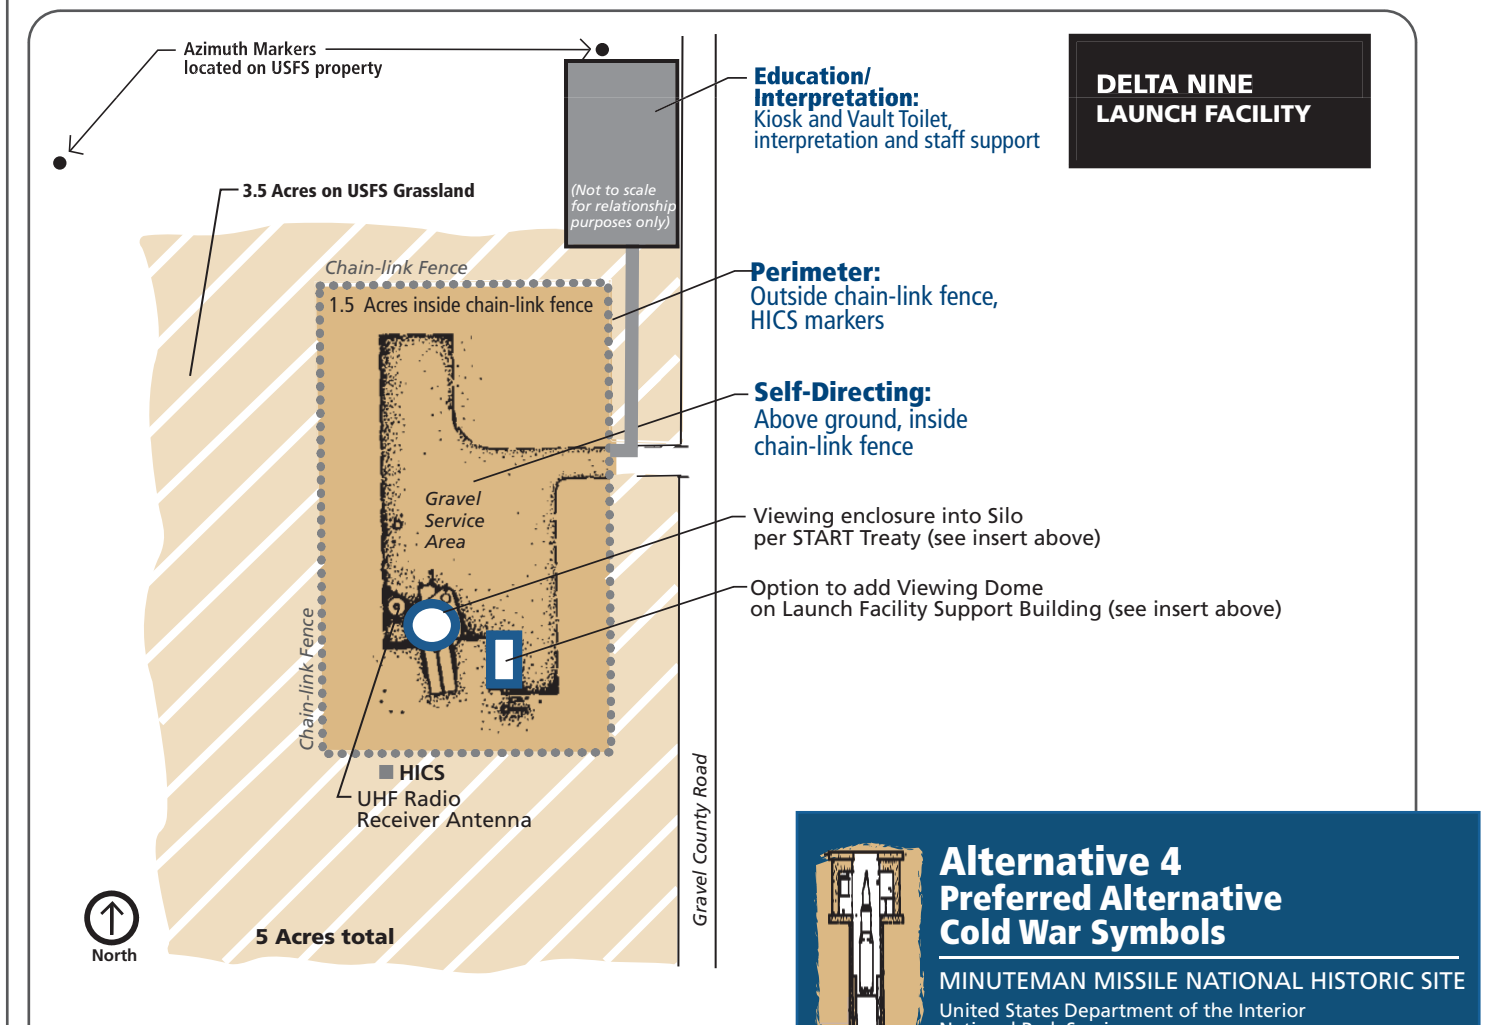 Azimuth Markers
located on USFS property
DELTA NINE
LAUNCH FACILITY
Education/
Interpretation:
Kiosk and Vault Toilet,
interpretation and staff support
3.5 Acres on USFS Grassland
(Not to scale
for relationship
purposes only)
Chain-link Fence
1.5 Acres inside chain-link fence
Perimeter:
Outside chain-link fence,
HICS markers
Self-Directing:
Above ground, inside
chain-link fence
Gravel
Service
Area
Viewing enclosure into Silo
per START Treaty (see insert above)
Option to add Viewing Dome
on Launch Facility Support Building (see insert above)
Chain-link Fence
HICS
UHF Radio
Receiver Antenna
Gravel County Road
5 Acres total
North
Alternative 4
Preferred Alternative
Cold War Symbols
MINUTEMAN MISSILE NATIONAL HISTORIC SITE
United States Department of the Interior